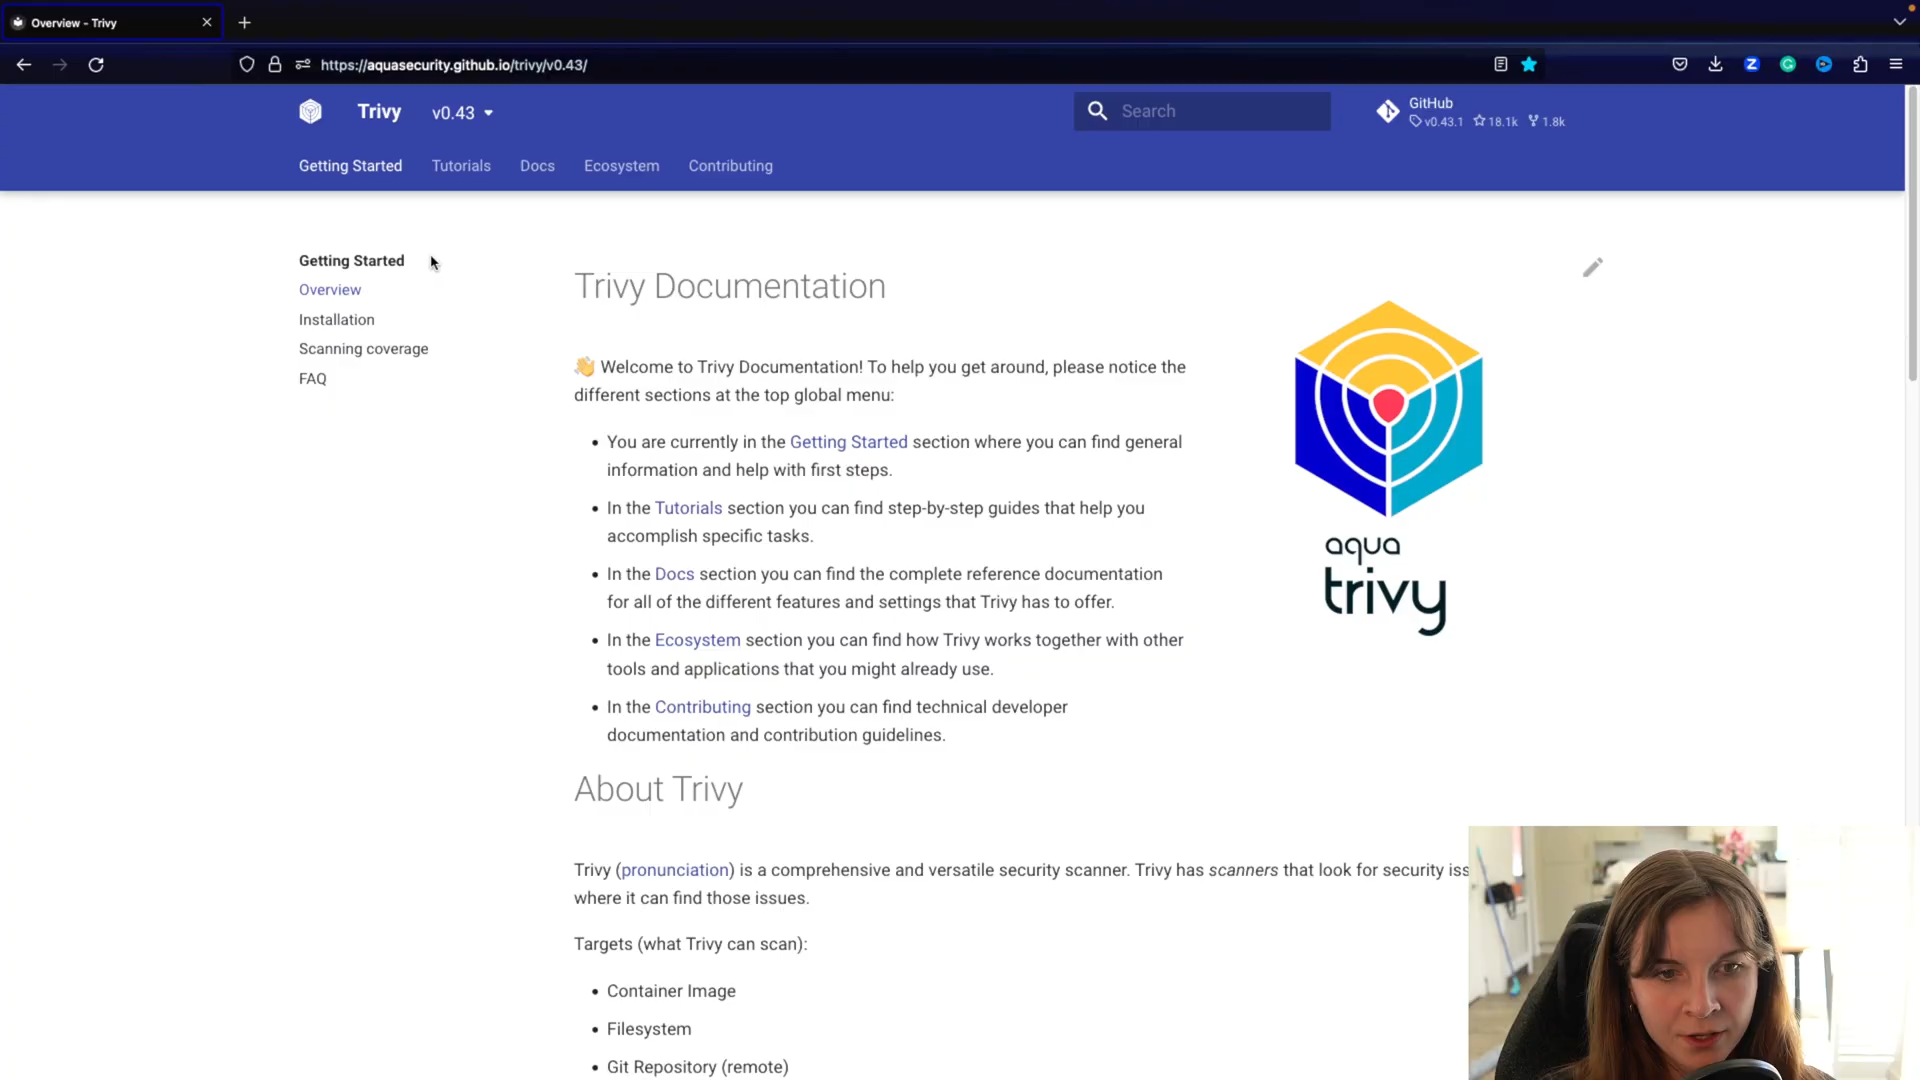 Overview - Trivy
https://aquasecurity.github.io/trivy/v0.43/
Trivy
v0.43
Search
GitHub
v0.43.1 18.1k 1.8k
Getting Started
Tutorials
Docs
Ecosystem
Contributing
Getting Started
Overview
Installation
Scanning coverage
FAQ
Trivy Documentation
👋 Welcome to Trivy Documentation! To help you get around, please notice the
different sections at the top global menu:
• You are currently in the Getting Started section where you can find general
information and help with first steps.
• In the Tutorials section you can find step-by-step guides that help you
accomplish specific tasks.
• In the Docs section you can find the complete reference documentation
for all of the different features and settings that Trivy has to offer.
• In the Ecosystem section you can find how Trivy works together with other
tools and applications that you might already use.
• In the Contributing section you can find technical developer
documentation and contribution guidelines.
aqua
trivy
About Trivy
Trivy (pronunciation) is a comprehensive and versatile security scanner. Trivy has scanners that look for security iss
where it can find those issues.
Targets (what Trivy can scan):
• Container Image
• Filesystem
• Git Repository (remote)